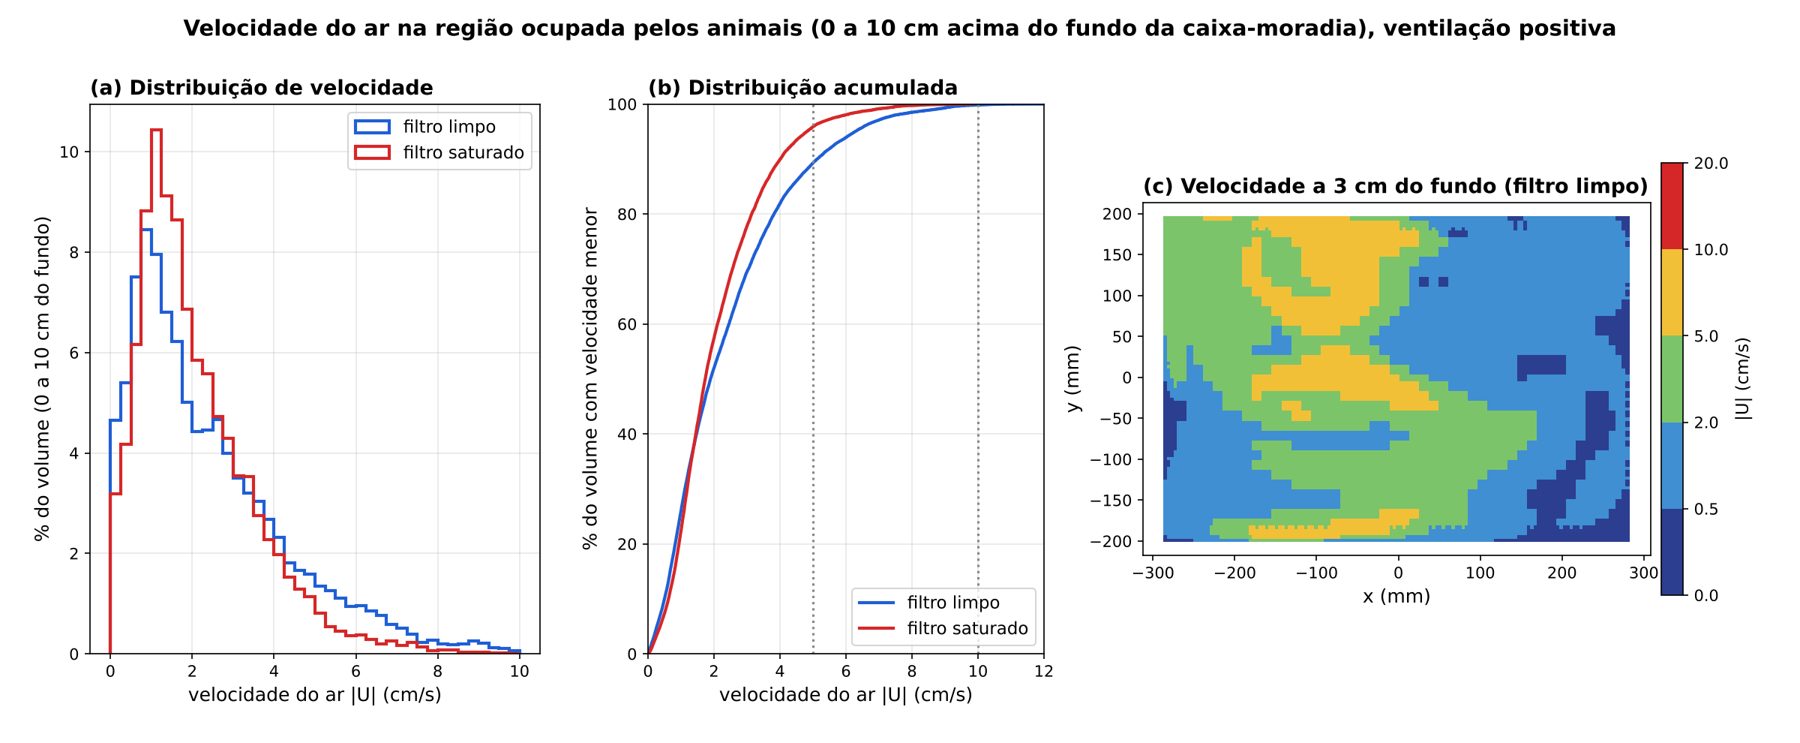 Velocidade do ar na região ocupada pelos animais (0 a 10 cm acima do fundo da caixa-moradia), ventilação positiva
(a) Distribuição de velocidade
% do volume (0 a 10 cm do fundo)
10
8
6
4
2
0
filtro limpo
filtro saturado
0 2 4 6 8 10
velocidade do ar |U| (cm/s)
(b) Distribuição acumulada
% do volume com velocidade menor
100
80
60
40
20
0
filtro limpo
filtro saturado
0 2 4 6 8 10 12
velocidade do ar |U| (cm/s)
(c) Velocidade a 3 cm do fundo (filtro limpo)
y (mm)
200
150
100
50
0
−50
−100
−150
−200
−300 −200 −100 0 100 200 300
x (mm)
20.0
10.0
5.0
2.0
0.5
0.0
|U| (cm/s)